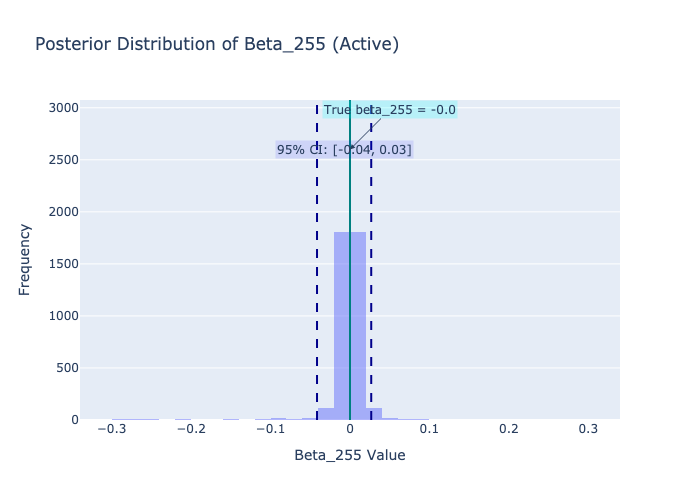 Posterior Distribution of Beta_255 (Active)
True beta_255 = -0.0
95% CI: [-0.04, 0.03]
3000
2500
2000
1500
1000
500
0
Frequency
−0.3
−0.2
−0.1
0
0.1
0.2
0.3
Beta_255 Value